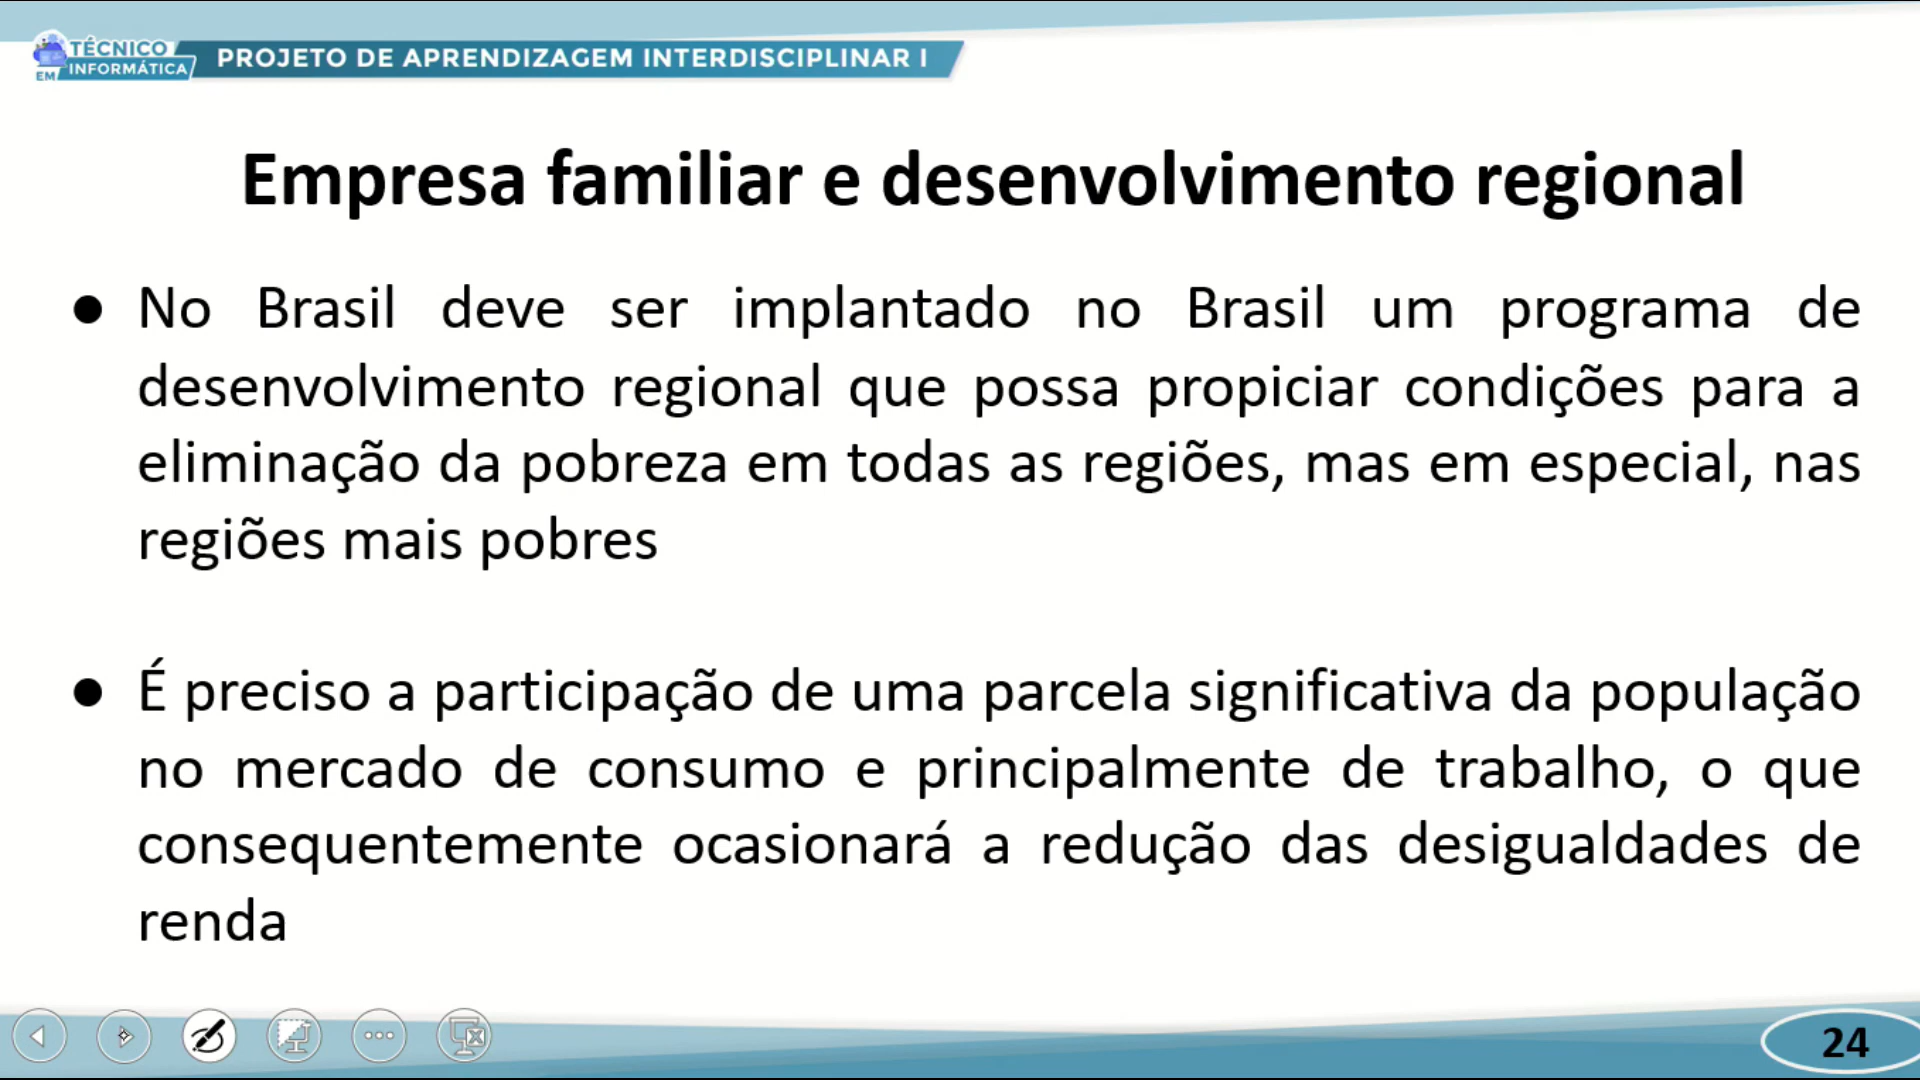 TÉCNICO
EM INFORMÁTICA
PROJETO DE APRENDIZAGEM INTERDISCIPLINAR I
Empresa familiar e desenvolvimento regional
● No Brasil deve ser implantado no Brasil um programa de
desenvolvimento regional que possa propiciar condições para a
eliminação da pobreza em todas as regiões, mas em especial, nas
regiões mais pobres
● É preciso a participação de uma parcela significativa da população
no mercado de consumo e principalmente de trabalho, o que
consequentemente ocasionará a redução das desigualdades de
renda
24